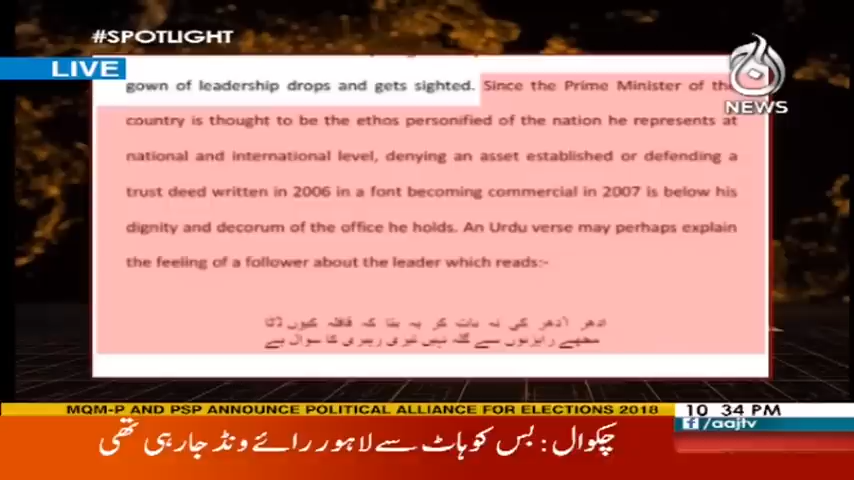 #SPOTLIGHT
LIVE
NEWS
gown of leadership drops and gets sighted. Since the Prime Minister of the
country is thought to be the ethos personified of the nation he represents at
national and international level, denying an asset established or defending a
trust deed written in 2006 in a font becoming commercial in 2007 is below his
dignity and decorum of the office he holds. An Urdu verse may perhaps explain
the feeling of a follower about the leader which reads:-
ادھر اُدھر کی نہ بات کر یہ بتا کہ قافلہ کیوں لٹا
مجھے راہزنوں سے گلہ نہیں تیری رہبری کا سوال ہے
MQM-P AND PSP ANNOUNCE POLITICAL ALLIANCE FOR ELECTIONS 2018
10 34 PM
/aajtv
چکوال : بس کوہاٹ سے لاہور رائے ونڈ جا رہی تھی